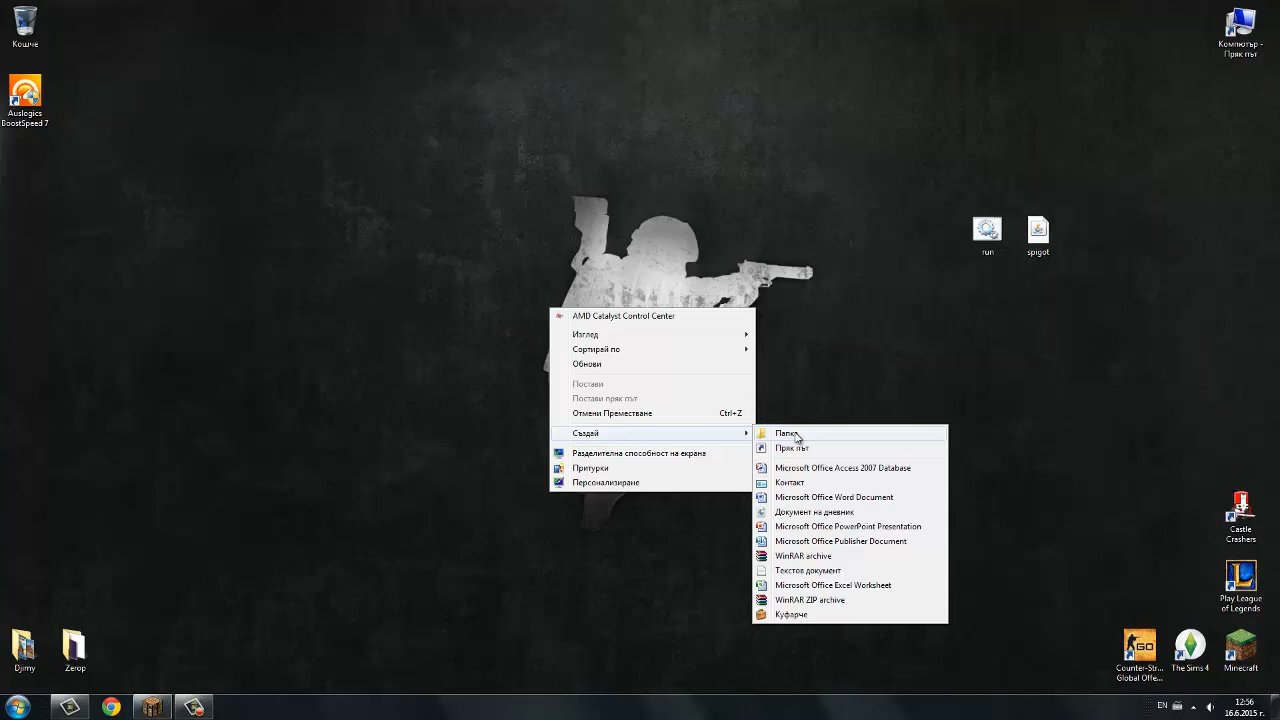 Кошче
Auslogics
BoostSpeed 7
Компютър -
Пряк път
run
spigot
AMD Catalyst Control Center
Изглед
Сортирай по
Обнови
Постави
Постави пряк път
Отмени Преместване Ctrl+Z
Създай
Разделителна способност на екрана
Притурки
Персонализиране
Папка
Пряк път
Microsoft Office Access 2007 Database
Контакт
Microsoft Office Word Document
Документ на дневник
Microsoft Office PowerPoint Presentation
Microsoft Office Publisher Document
WinRAR archive
Текстов документ
Microsoft Office Excel Worksheet
WinRAR ZIP archive
Куфарче
Castle
Crashers
Play League
of Legends
Djimy
Zerop
GO
Counter-Str...
Global Offe...
The Sims 4
Minecraft
EN
12:56
16.6.2015 г.